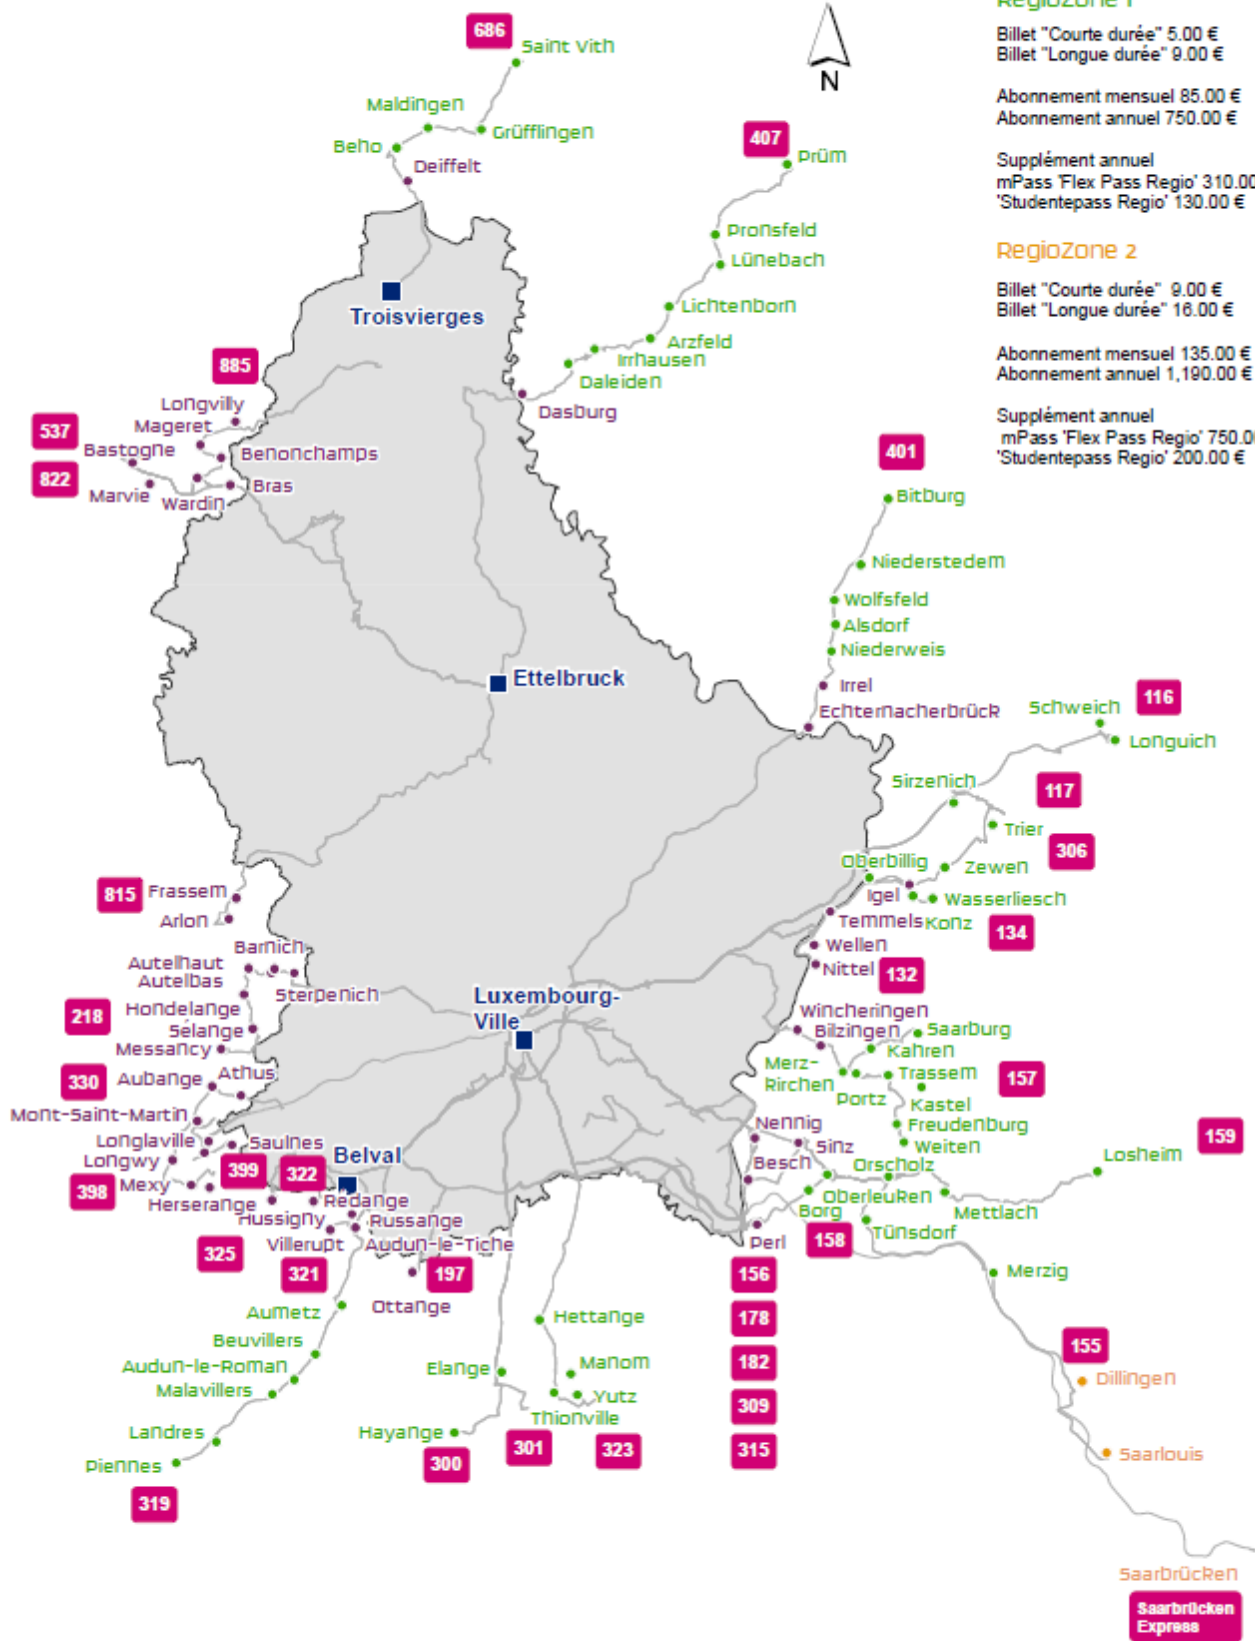 RegioZone 1
Billet "Courte durée" 5.00 €
Billet "Longue durée" 9.00 €
Abonnement mensuel 85.00 €
Abonnement annuel 750.00 €
Supplément annuel
mPass 'Flex Pass Regio' 310.00
'Studentepass Regio' 130.00 €
RegioZone 2
Billet "Courte durée" 9.00 €
Billet "Longue durée" 16.00 €
Abonnement mensuel 135.00 €
Abonnement annuel 1,190.00 €
Supplément annuel
mPass 'Flex Pass Regio' 750.00
'Studentepass Regio' 200.00 €
N
686
Saint Vith
Maldingen
Grüfflingen
Beho
Deiffelt
407
Prüm
Pronsfeld
Lünebach
Lichtenborn
Arzfeld
Irrhausen
Daleiden
Dasburg
Troisvierges
885
Longvilly
Mageret
537
Bastogne
Benonchamps
822
Marvie
Wardin
Bras
401
Bitburg
Niederstedem
Wolfsfeld
Alsdorf
Niederweis
Irrel
Echternacherbrück
Ettelbruck
Schweich
116
Longuich
Sirzenich
117
Trier
306
Oberbillig
Zewen
Igel
Wasserliesch
Temmels
Konz
134
Wellen
Nittel
132
815
Frassem
Arlon
Barnich
Autelhaut
Autelbas
Sterpenich
Hondelange
218
Sélange
Messancy
330
Aubange
Athus
Mont-Saint-Martin
Longlaville
Saulnes
Longwy
399
322
398
Mexy
Herserange
Hussigny
Belval
Rédange
Russange
Villerupt
Audun-le-Tiche
325
321
197
Ottange
Luxembourg-
Ville
Wincheringen
Bilzingen
Saarburg
Kahren
Merz-
kirchen
Trassem
157
Portz
Kastel
Freudenburg
Weiten
Nennig
Sinz
Besch
Orscholz
Losheim
159
Oberleuken
Borg
Mettlach
Perl
158
Tünsdorf
Merzig
156
178
182
309
315
155
Dillingen
Saarlouis
Saarbrücken
Saarbrücken
Express
Aumetz
Beuvillers
Audun-le-Roman
Malavillers
Landres
Piennes
319
Hettange
Elange
Manom
Yutz
Thionville
Hayange
300
301
323